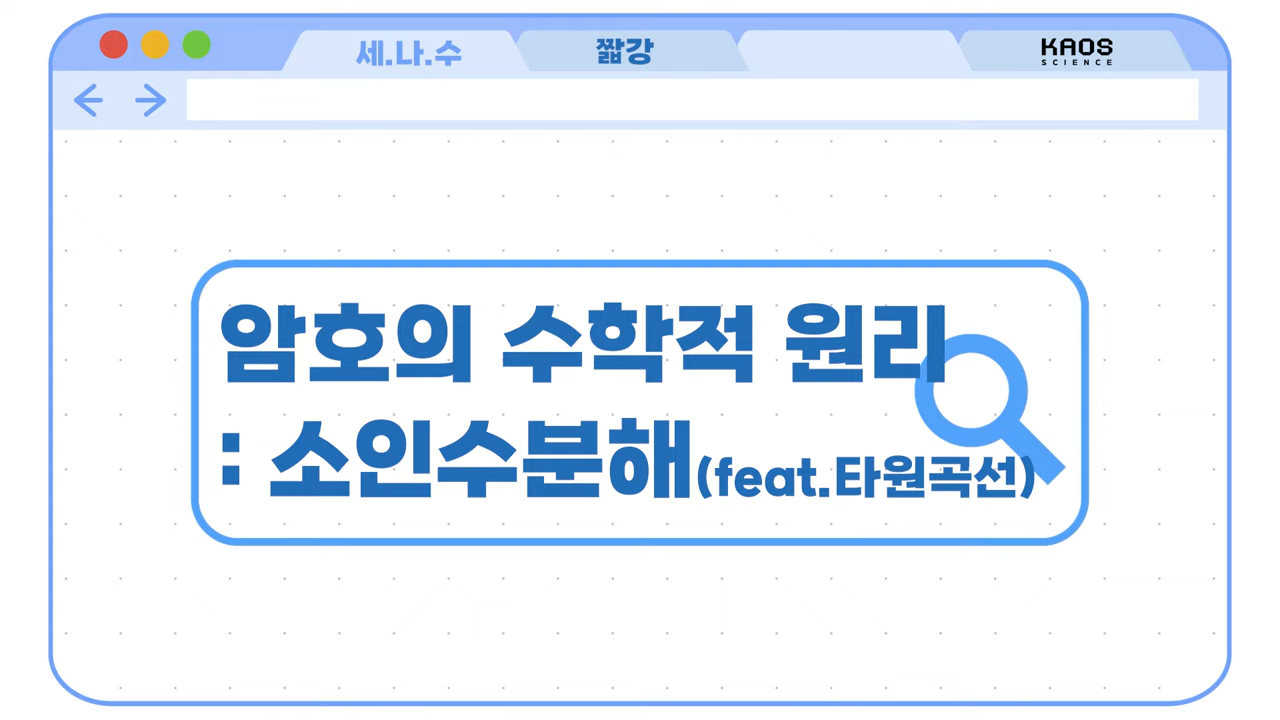 세.나.수
짧강
KAOS
SCIENCE
암호의 수학적 원리
: 소인수분해(feat.타원곡선)